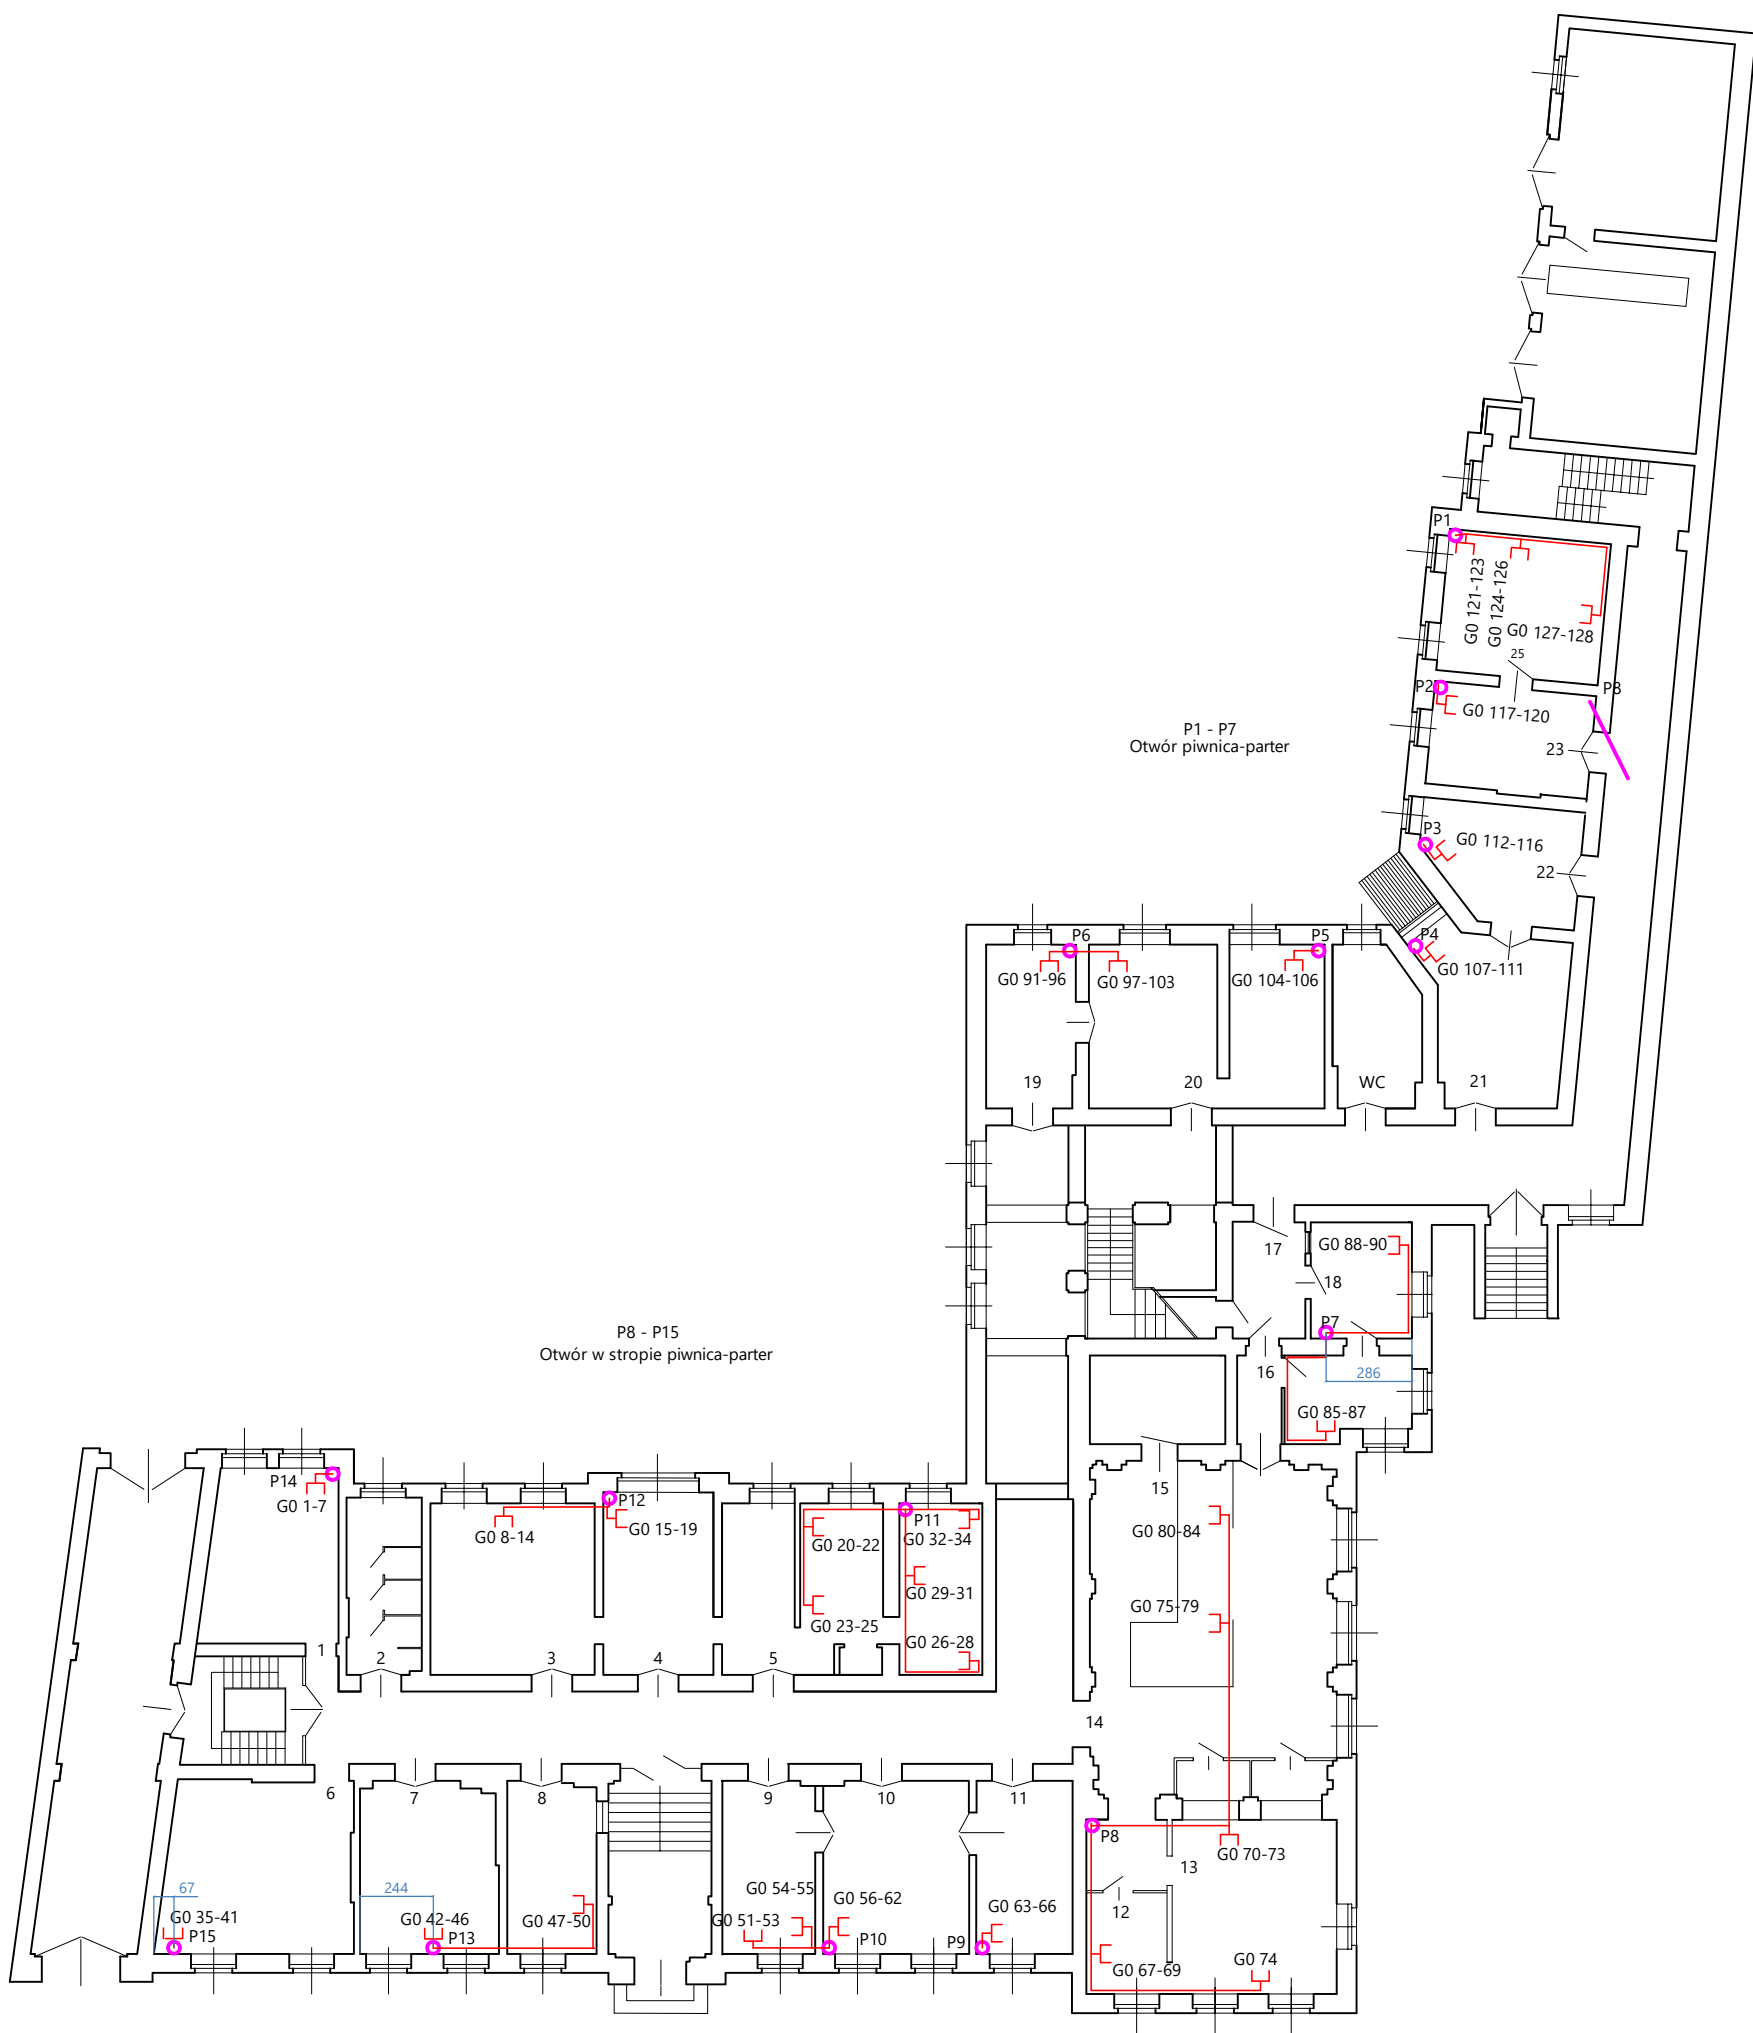 P1
G0 121-123
G0 124-126
G0 127-128
25
P2
P8
G0 117-120
P1 - P7
Otwór piwnica-parter
23
P3
G0 112-116
22
P6
P5
P4
G0 91-96
G0 97-103
G0 104-106
G0 107-111
19
20
WC
21
17
G0 88-90
18
P7
P8 - P15
Otwór w stropie piwnica-parter
16
286
G0 85-87
P14
G0 1-7
P12
15
G0 8-14
G0 15-19
P11
G0 80-84
G0 20-22
G0 32-34
G0 29-31
G0 75-79
G0 23-25
G0 26-28
1
2
3
4
5
14
6
7
8
9
10
11
P8
G0 70-73
13
67
244
G0 54-55
G0 56-62
G0 63-66
12
G0 35-41
G0 42-46
G0 47-50
G0 51-53
P15
P13
P10
P9
G0 67-69
G0 74